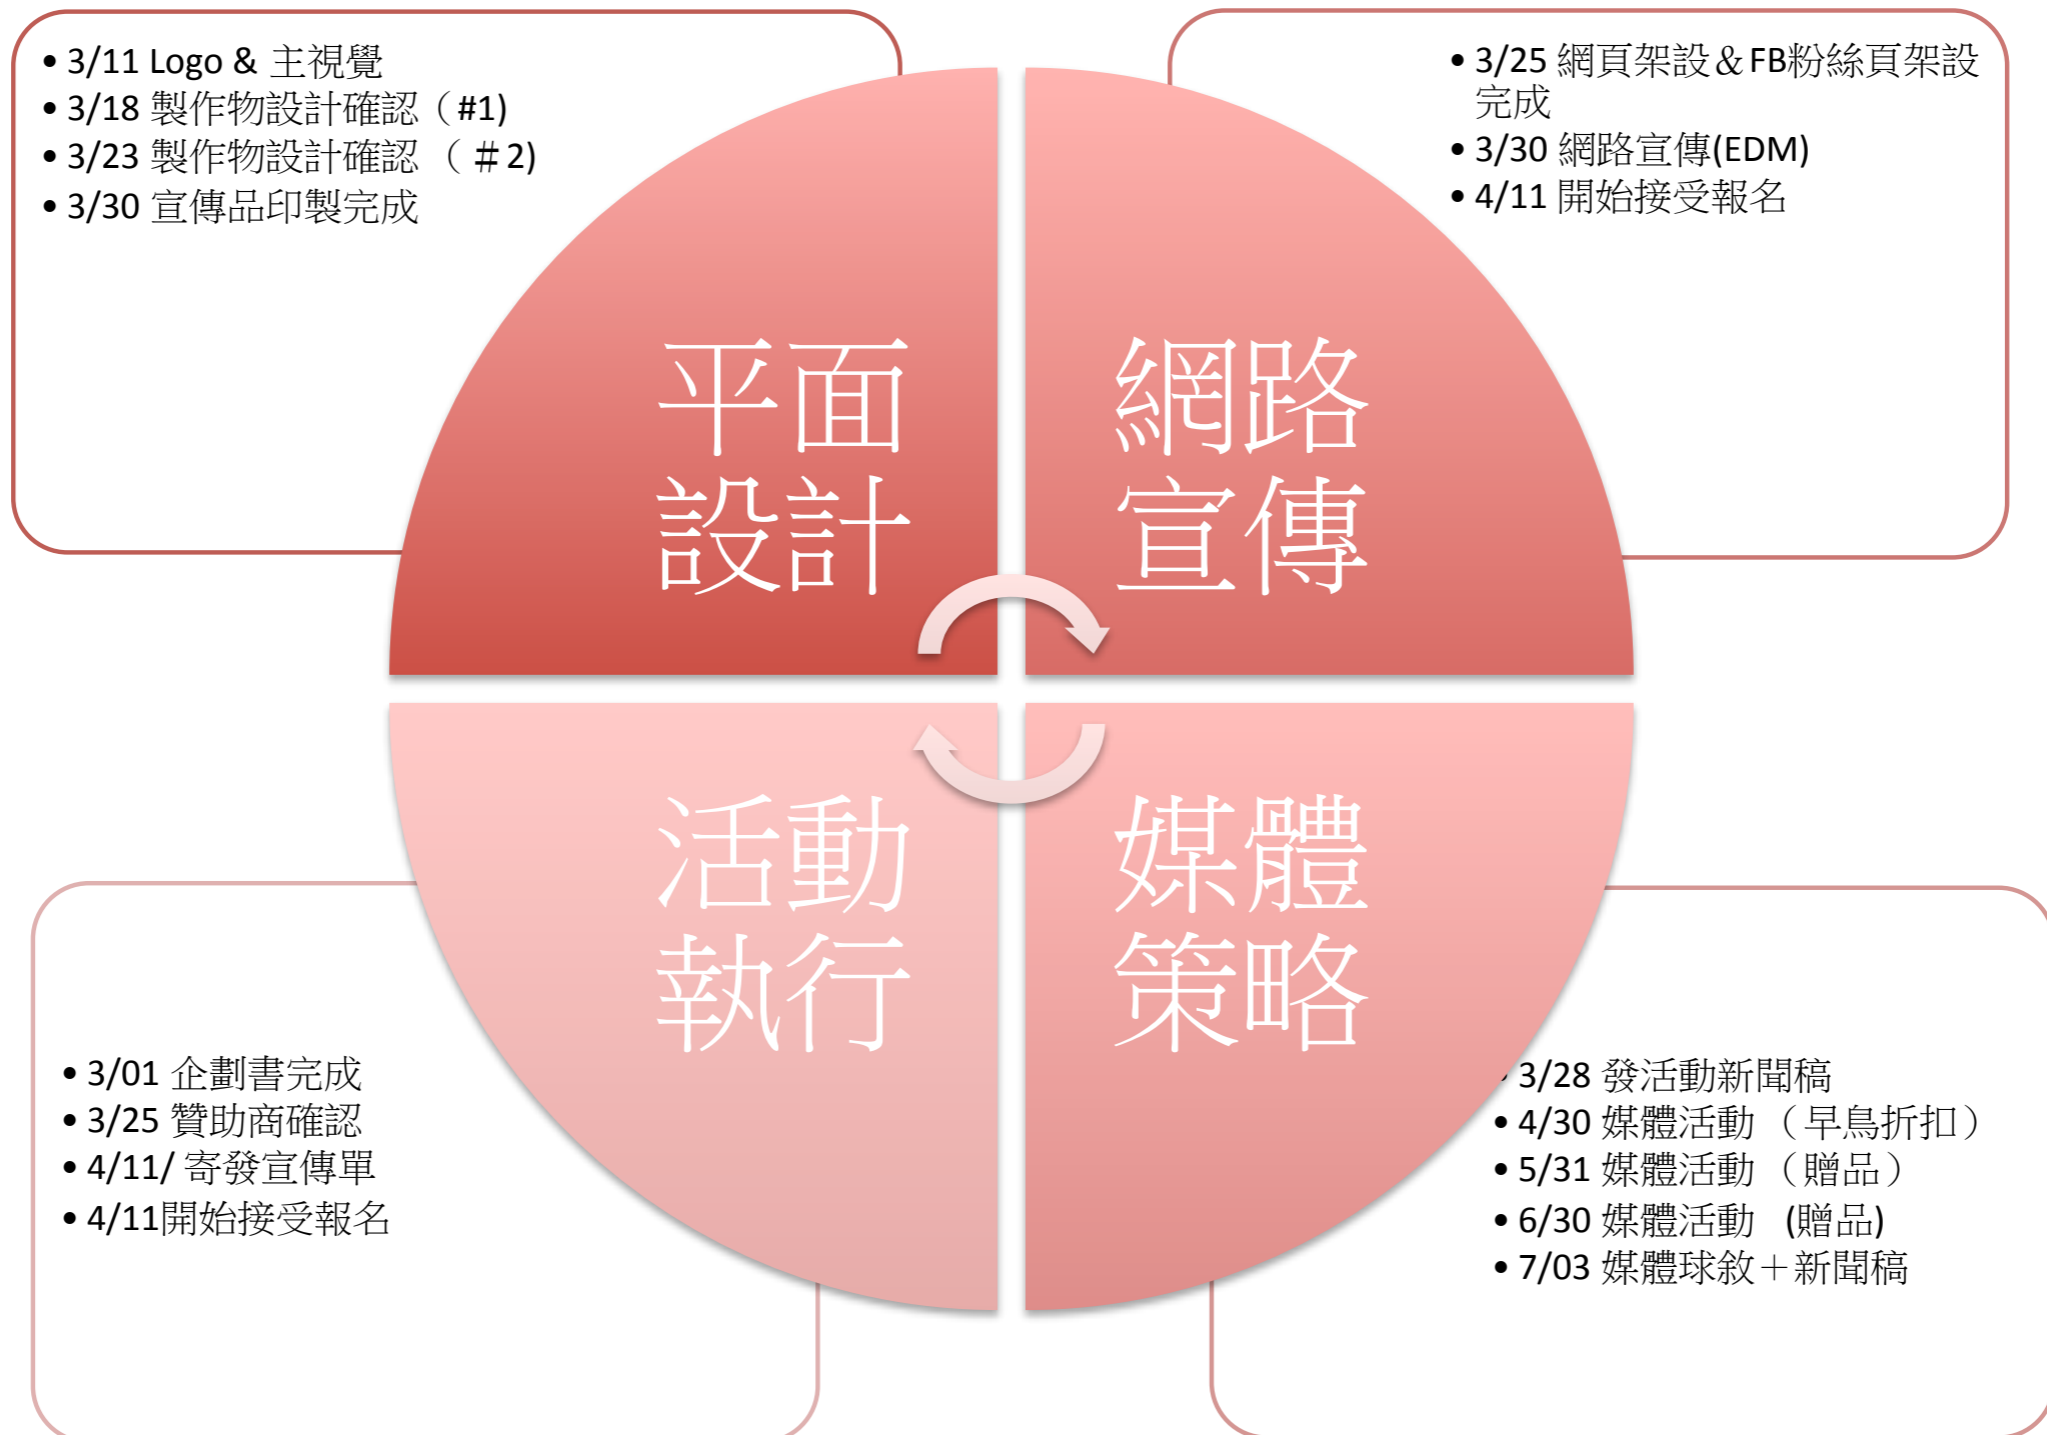 • 3/11 Logo & 主視覺
• 3/18 製作物設計確認（#1)
• 3/23 製作物設計確認 （＃2)
• 3/30 宣傳品印製完成
• 3/25 網頁架設＆FB粉絲頁架設
完成
• 3/30 網路宣傳(EDM)
• 4/11 開始接受報名
平面
設計
網路
宣傳
活動
執行
媒體
策略
• 3/01 企劃書完成
• 3/25 贊助商確認
• 4/11/ 寄發宣傳單
• 4/11開始接受報名
• 3/28 發活動新聞稿
• 4/30 媒體活動 （早鳥折扣）
• 5/31 媒體活動 （贈品）
• 6/30 媒體活動 (贈品)
• 7/03 媒體球敘＋新聞稿